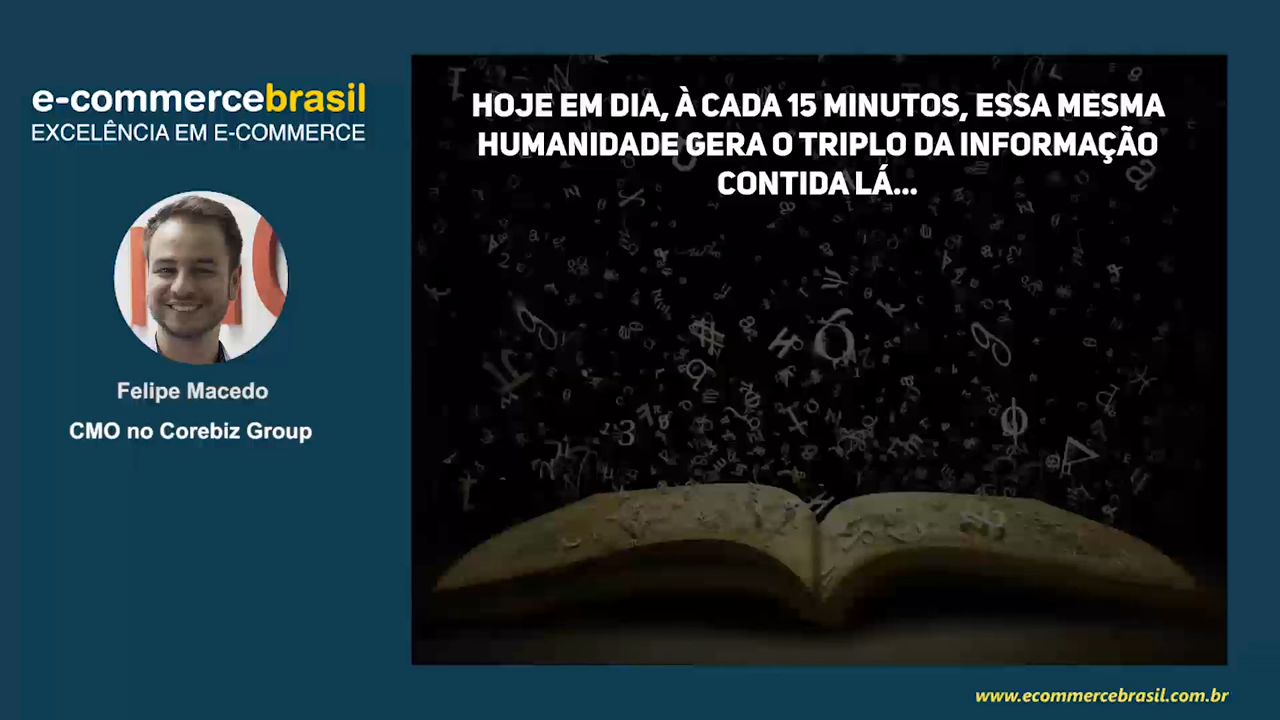 e-commercebrasil
EXCELÊNCIA EM E-COMMERCE
Felipe Macedo
CMO no Corebiz Group
HOJE EM DIA, À CADA 15 MINUTOS, ESSA MESMA
HUMANIDADE GERA O TRIPLO DA INFORMAÇÃO
CONTIDA LÁ...
www.ecommercebrasil.com.br